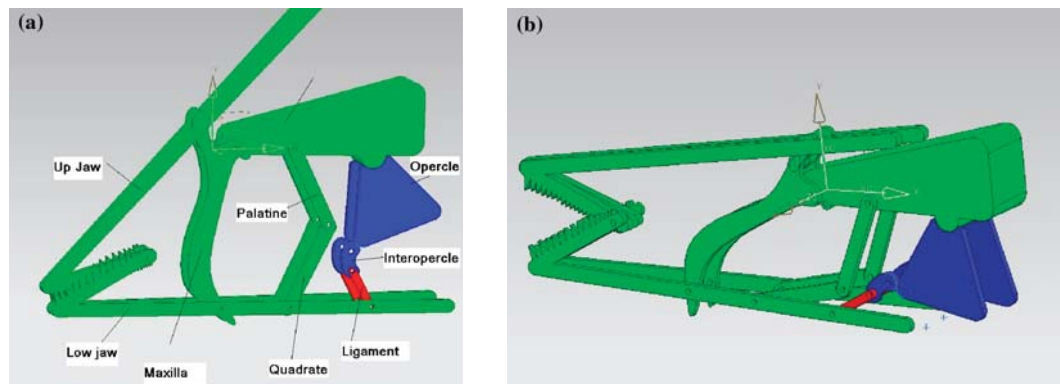 (a)
Up Jaw
Palatine
Opercle
Interopercle
Low jaw
Maxilla
Quadrate
Ligament
(b)